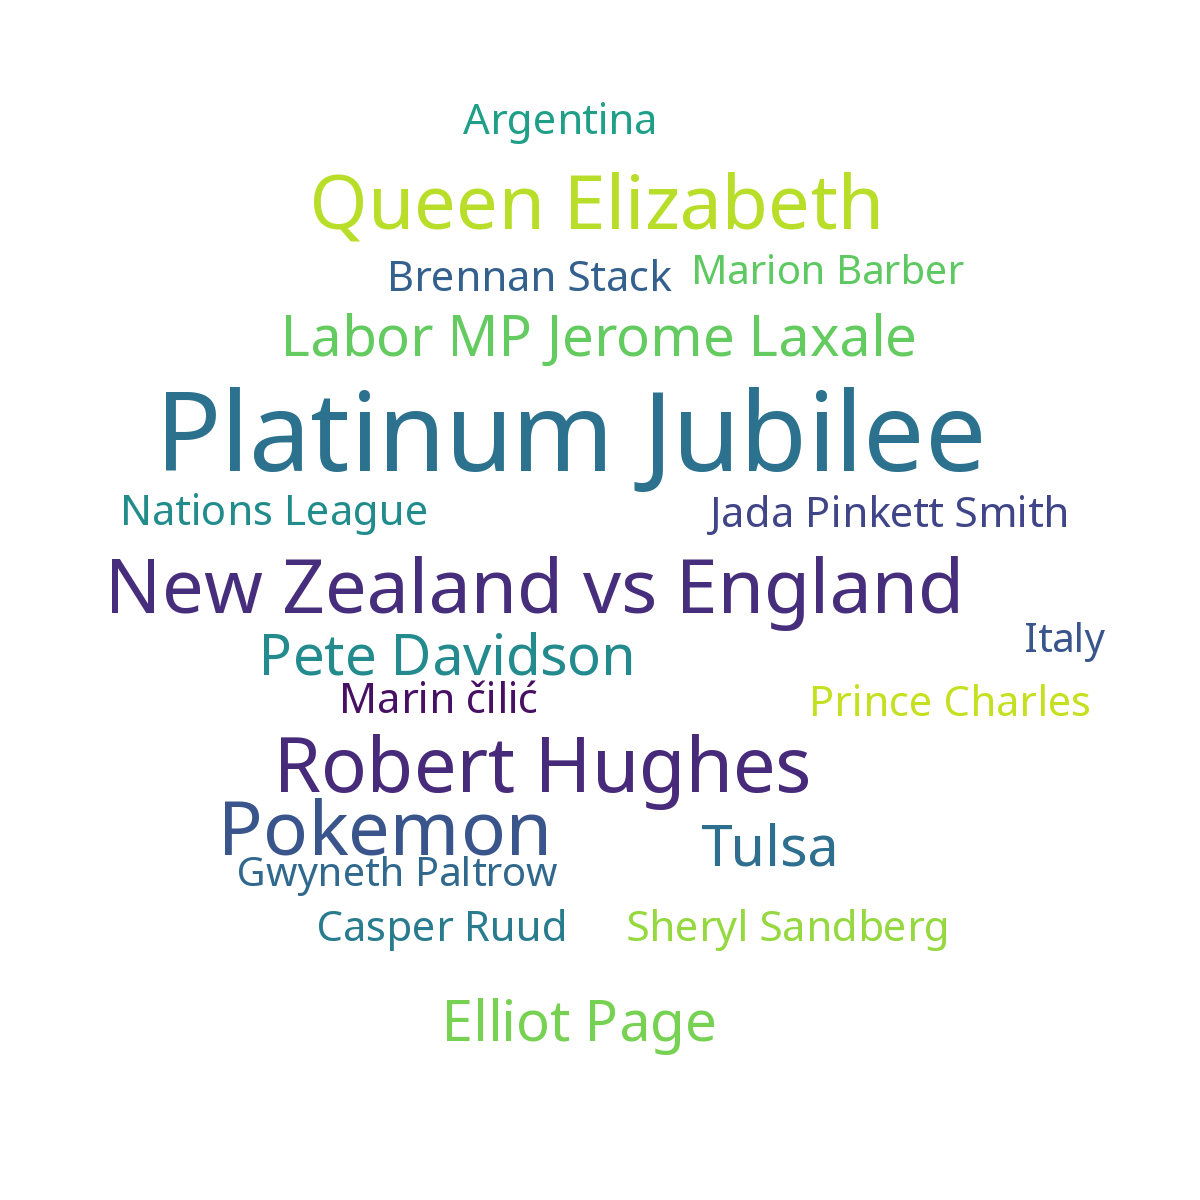 Argentina
Queen Elizabeth
Brennan Stack
Marion Barber
Labor MP Jerome Laxale
Platinum Jubilee
Nations League
Jada Pinkett Smith
New Zealand vs England
Italy
Pete Davidson
Marin čilić
Prince Charles
Robert Hughes
Pokemon
Tulsa
Gwyneth Paltrow
Casper Ruud
Sheryl Sandberg
Elliot Page